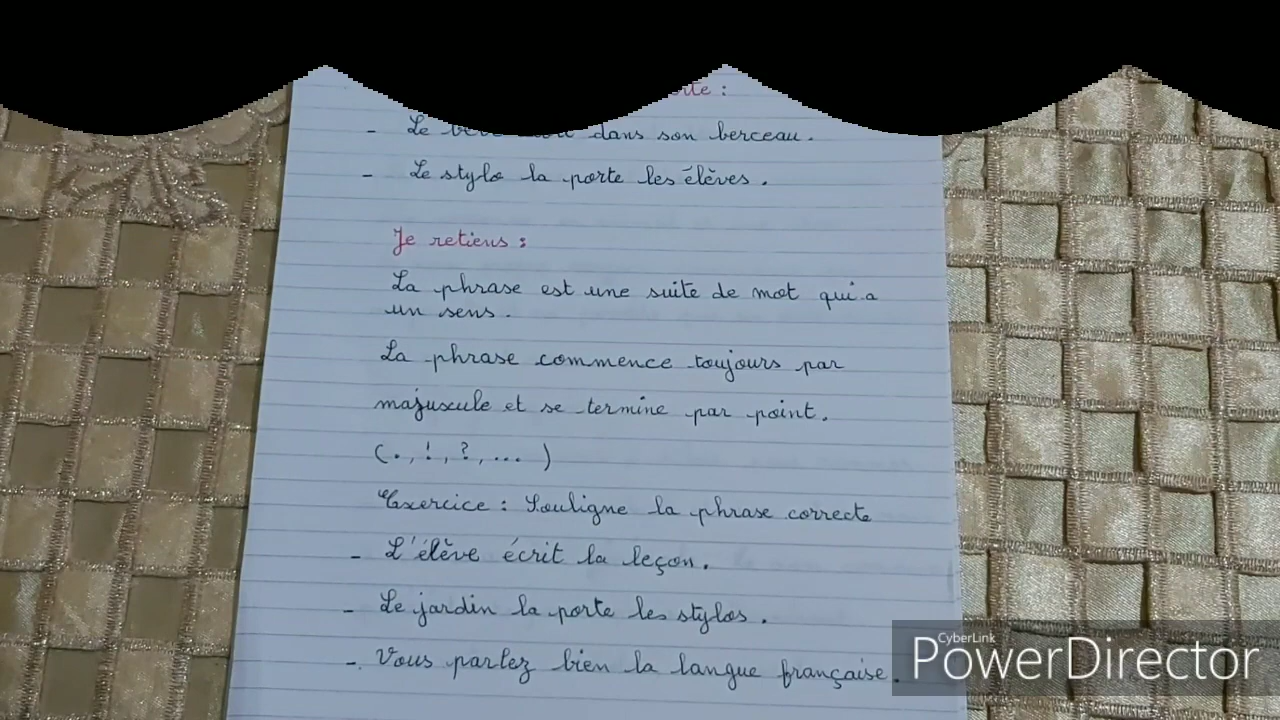 - Le dans son berceau.
- Le stylo la porte les élèves.
Je retiens :
La phrase est une suite de mot qui a
un sens.
La phrase commence toujours par
majuscule et se termine par point.
(., !, ?, ... )
Exercice : Souligne la phrase correcte
- L'élève écrit la leçon.
- Le jardin la porte les stylos.
- Vous parlez bien la langue française.
CyberLink
PowerDirector